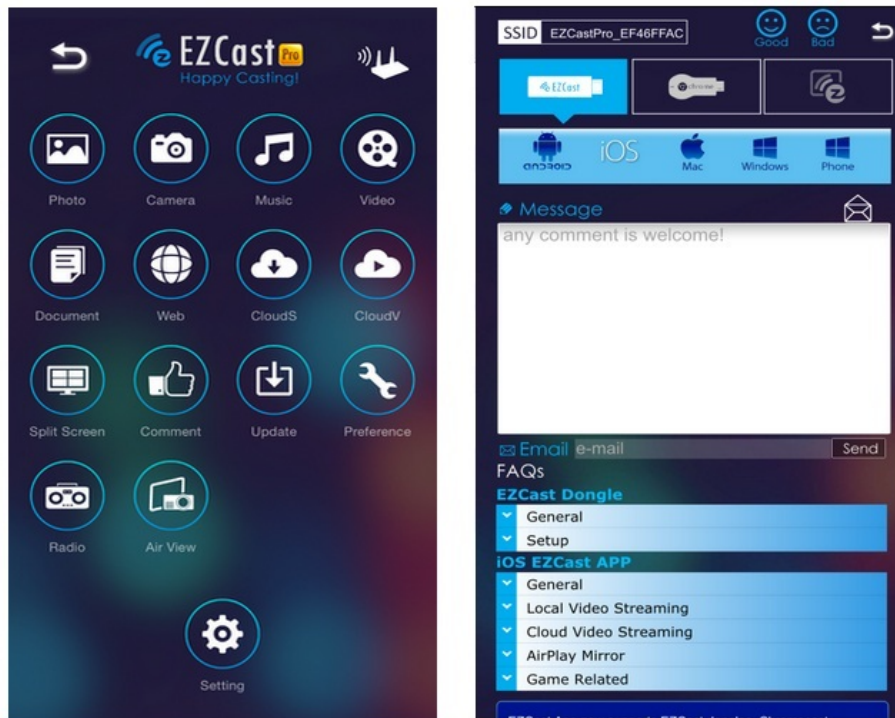 EZCast Pro
Happy Casting!
Photo Camera Music Video
Document Web CloudS CloudV
Split Screen Comment Update Preference
Radio Air View
Setting
SSID EZCastPro_EF46FFAC Good Bad
EZCast chrome
android iOS Mac Windows Phone
Message
any comment is welcome!
Email e-mail Send
FAQs
EZCast Dongle
General
Setup
iOS EZCast APP
General
Local Video Streaming
Cloud Video Streaming
AirPlay Mirror
Game Related